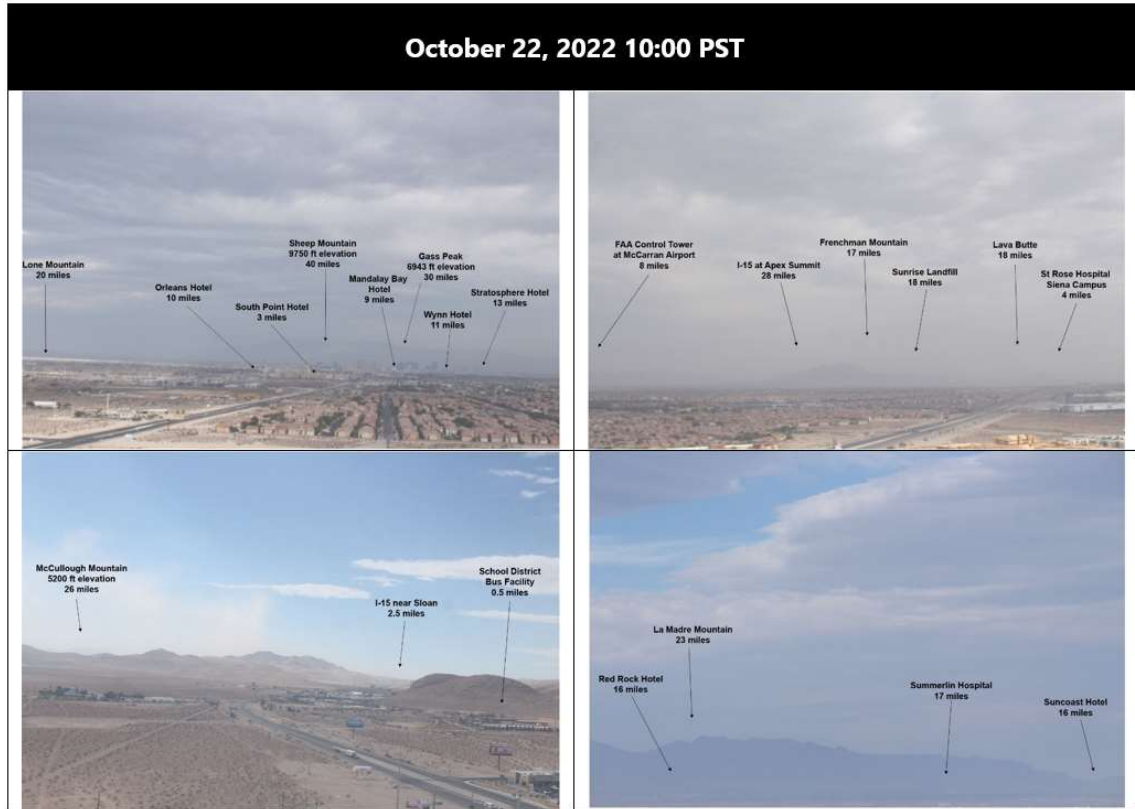 October 22, 2022 10:00 PST
Lone Mountain
20 miles
Orleans Hotel
10 miles
South Point Hotel
3 miles
Sheep Mountain
9750 ft elevation
40 miles
Mandalay Bay
Hotel
9 miles
Gass Peak
6943 ft elevation
30 miles
Wynn Hotel
11 miles
Stratosphere Hotel
13 miles
FAA Control Tower
at McCarran Airport
8 miles
I-15 at Apex Summit
28 miles
Frenchman Mountain
17 miles
Sunrise Landfill
18 miles
Lava Butte
18 miles
St Rose Hospital
Siena Campus
4 miles
McCullough Mountain
5200 ft elevation
26 miles
I-15 near Sloan
2.5 miles
School District
Bus Facility
0.5 miles
Red Rock Hotel
16 miles
La Madre Mountain
23 miles
Summerlin Hospital
17 miles
Suncoast Hotel
16 miles